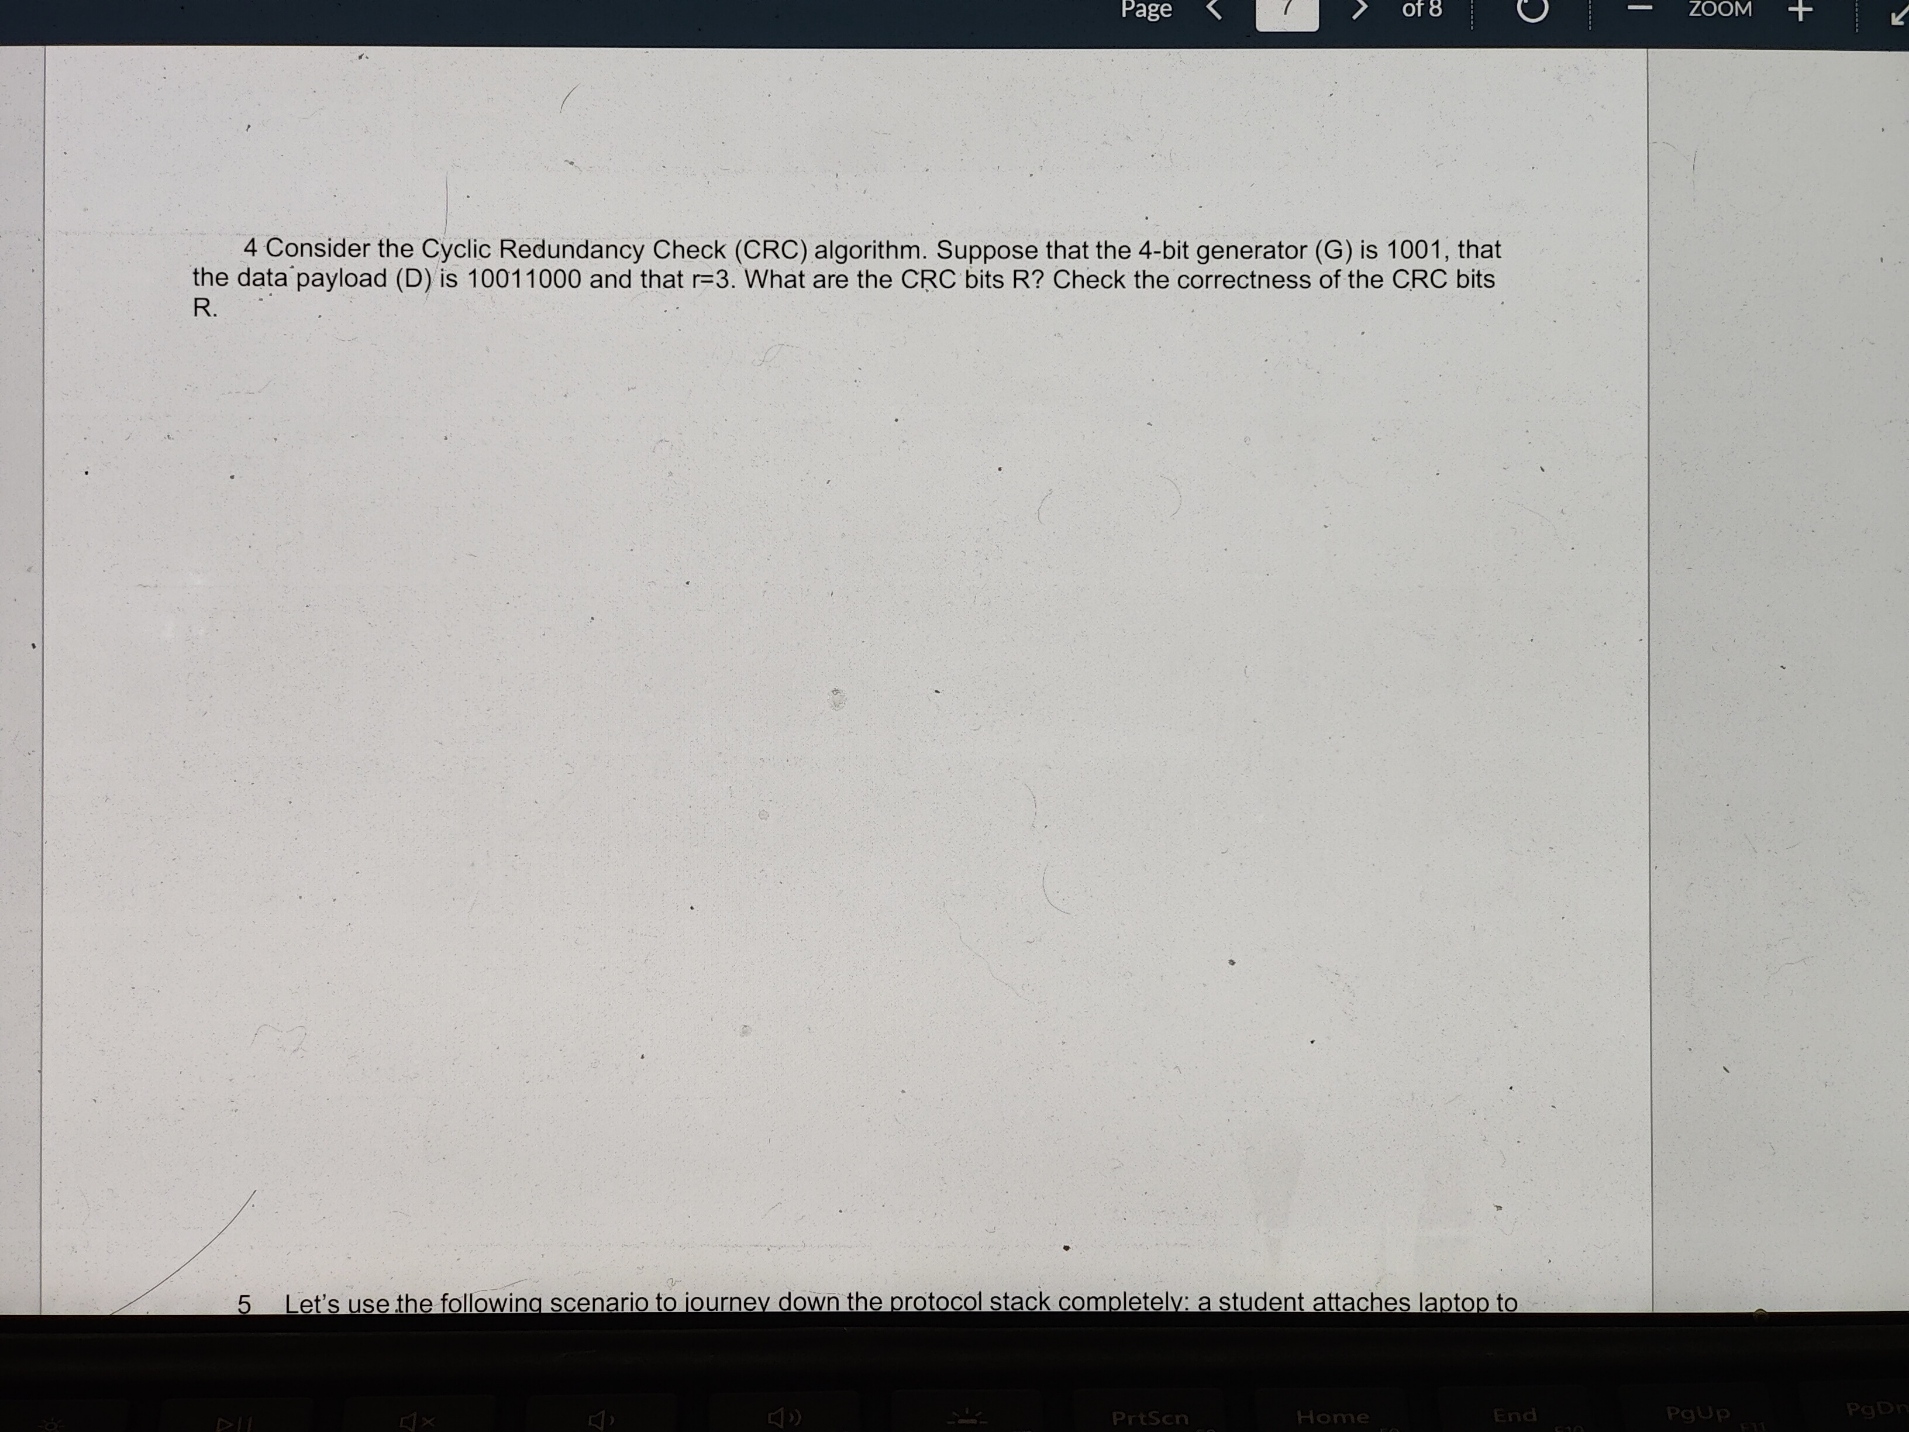 Page 7 of 8 ZOOM
4 Consider the Cyclic Redundancy Check (CRC) algorithm. Suppose that the 4-bit generator (G) is 1001, that
the data payload (D) is 10011000 and that r=3. What are the CRC bits R? Check the correctness of the CRC bits
R.
5 Let's use the following scenario to journey down the protocol stack completely: a student attaches laptop to
PrtScn Home End PgUp PgDn